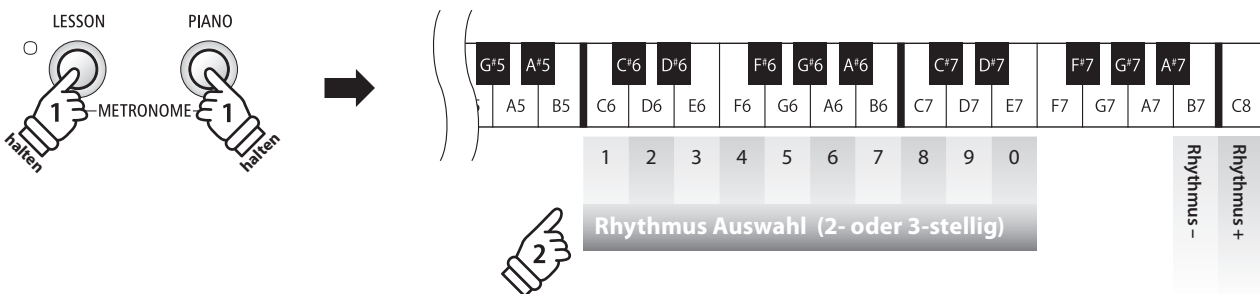 LESSON PIANO
1 METRONOME 1
halten halten
G#5 A#5 C#6 D#6 F#6 G#6 A#6 C#7 D#7 F#7 G#7 A#7
A5 B5 C6 D6 E6 F6 G6 A6 B6 C7 D7 E7 F7 G7 A7 B7 C8
1 2 3 4 5 6 7 8 9 0
Rhythmus –
Rhythmus +
Rhythmus Auswahl (2- oder 3-stellig)
2